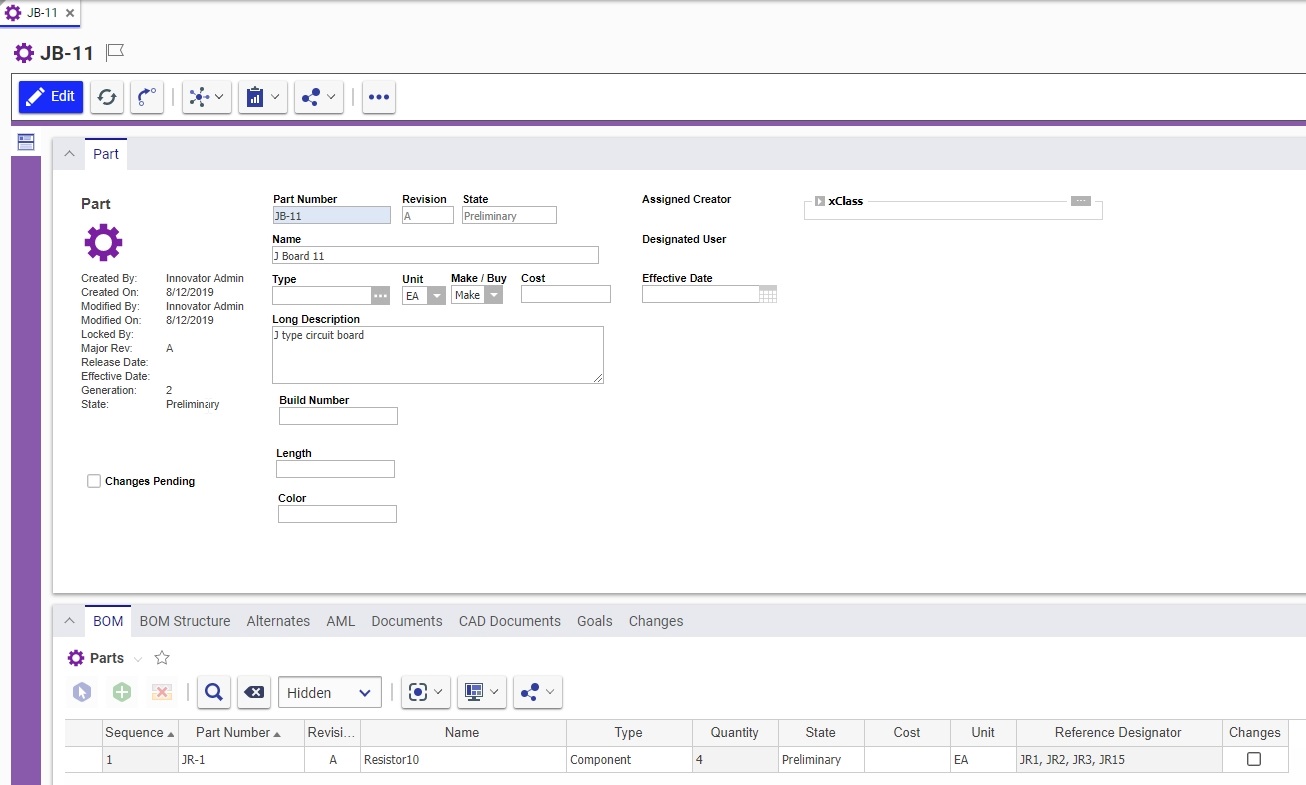 JB-11
JB-11
Edit
Part
Part
Created By: Innovator Admin
Created On: 8/12/2019
Modified By: Innovator Admin
Modified On: 8/12/2019
Locked By:
Major Rev: A
Release Date:
Effective Date:
Generation: 2
State: Preliminary
Changes Pending
Part Number Revision State
JB-11 A Preliminary
Name
J Board 11
Type Unit Make / Buy Cost
EA Make
Long Description
J type circuit board
Build Number
Length
Color
Assigned Creator
Designated User
Effective Date
xClass
BOM BOM Structure Alternates AML Documents CAD Documents Goals Changes
Parts
Hidden
Sequence Part Number Revisi... Name Type Quantity State Cost Unit Reference Designator Changes
1 JR-1 A Resistor10 Component 4 Preliminary EA JR1, JR2, JR3, JR15